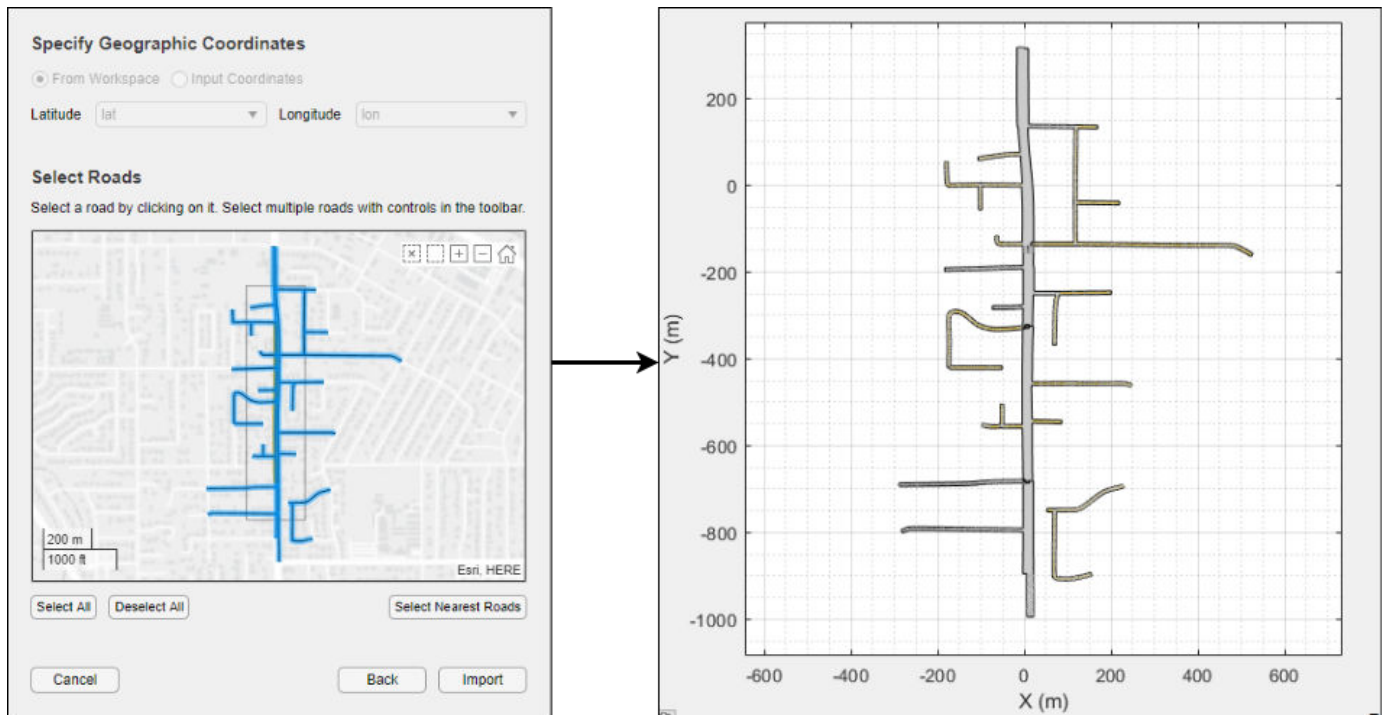 Specify Geographic Coordinates
From Workspace Input Coordinates
Latitude lat Longitude lon
Select Roads
Select a road by clicking on it. Select multiple roads with controls in the toolbar.
200 m
1000 ft
Esri, HERE
Select All Deselect All Select Nearest Roads
Cancel Back Import
200
0
-200
-400
-600
-800
-1000
Y (m)
-600 -400 -200 0 200 400 600
X (m)